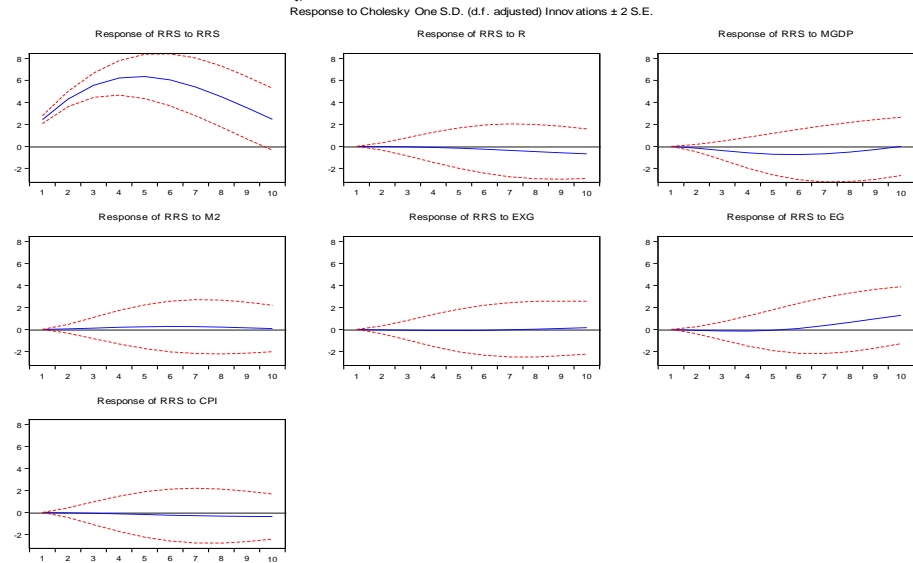 Response to Cholesky One S.D. (d.f. adjusted) Innovations ± 2 S.E.
Response of RRS to RRS
8
6
4
2
0
-2
1 2 3 4 5 6 7 8 9 10
Response of RRS to R
8
6
4
2
0
-2
1 2 3 4 5 6 7 8 9 10
Response of RRS to MGDP
8
6
4
2
0
-2
1 2 3 4 5 6 7 8 9 10
Response of RRS to M2
8
6
4
2
0
-2
1 2 3 4 5 6 7 8 9 10
Response of RRS to EXG
8
6
4
2
0
-2
1 2 3 4 5 6 7 8 9 10
Response of RRS to EG
8
6
4
2
0
-2
1 2 3 4 5 6 7 8 9 10
Response of RRS to CPI
8
6
4
2
0
-2
1 2 3 4 5 6 7 8 9 10